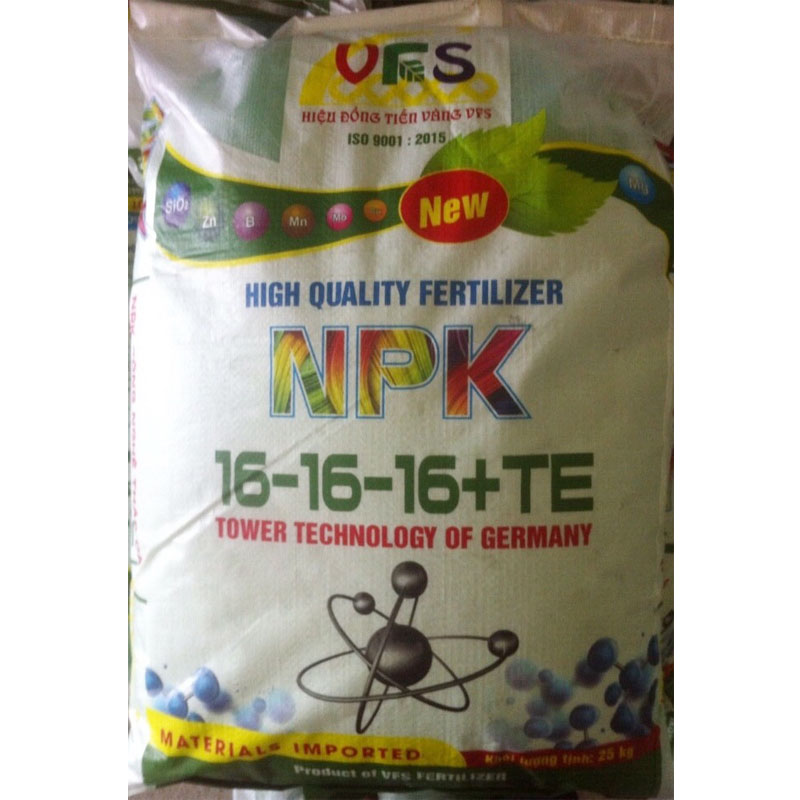 VFS
HIỆU ĐỒNG TIỀN VÀNG VFS
ISO 9001 : 2015
SiO₂
Zn
B
Mn
Mo
New
Mg
HIGH QUALITY FERTILIZER
NPK
16-16-16+TE
TOWER TECHNOLOGY OF GERMANY
MATERIALS IMPORTED
Khối lượng tịnh: 25 kg
Product of VFS FERTILIZER